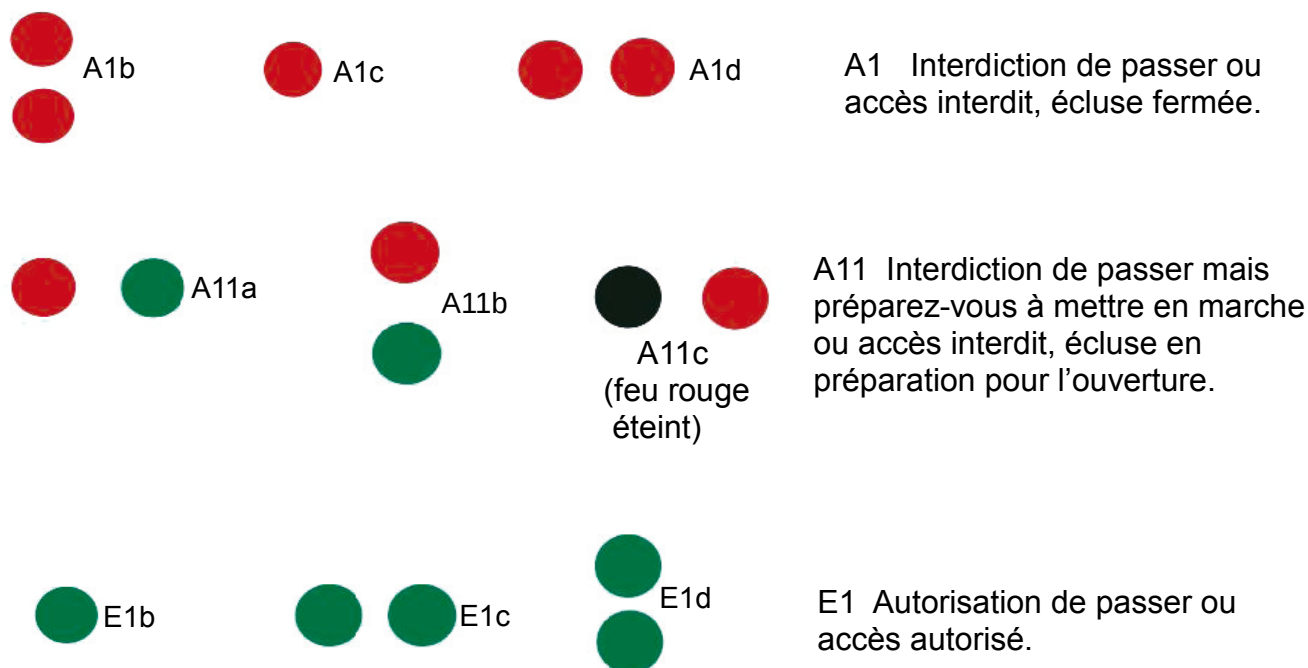 A1b
A1c
A1d
A1 Interdiction de passer ou
accès interdit, écluse fermée.
A11a
A11b
A11c
(feu rouge
éteint)
A11 Interdiction de passer mais
préparez-vous à mettre en marche
ou accès interdit, écluse en
préparation pour l'ouverture.
E1b
E1c
E1d
E1 Autorisation de passer ou
accès autorisé.